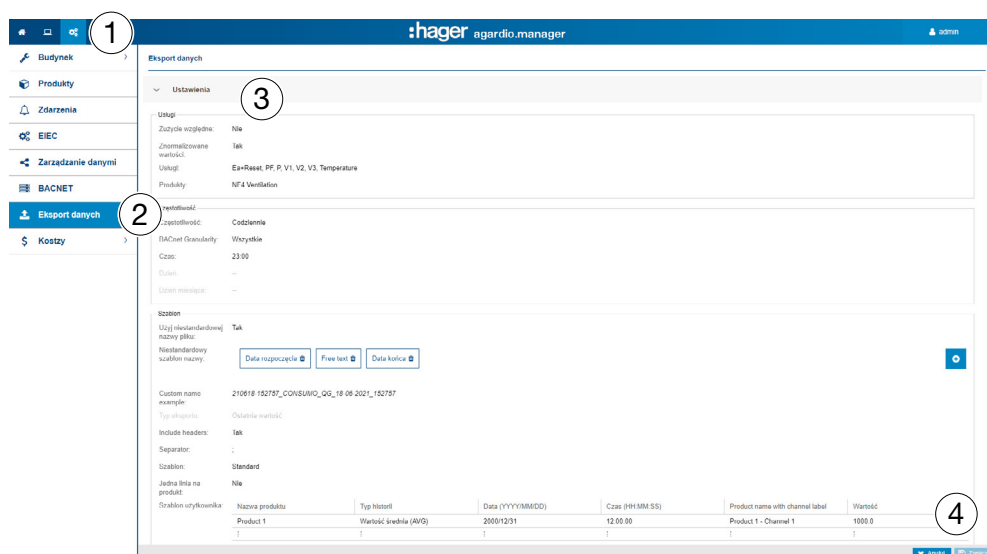 1
:hager agardio.manager
admin
Budynek
Produkty
Zdarzenia
EIEC
Zarządzanie danymi
BACNET
Eksport danych
2
Kostzy
Eksport danych
Ustawienia
3
Usługi
Zużycie względne: Nie
Znormalizowane wartości: Tak
Usługi: Ea+Reset, PF, P, V1, V2, V3, Temperature
Produkty: NF4 Ventilation
Częstotliwość
Częstotliwość: Codziennie
BACnet Granularity: Wszystkie
Czas: 23:00
Dzień: --
Dzień miesiąca: --
Szablon
Użyj niestandardowej nazwy pliku: Tak
Niestandardowy szablon nazwy: Data rozpoczęcia Free text Data końca
Custom name example: 210618-152757_CONSUMO_QG_18-06-2021_152757
Typ eksportu: Ostatnia wartość
Include headers: Tak
Separator: ;
Szablon: Standard
Jedna linia na produkt: Nie
Szablon użytkownika: Nazwa produktu Typ historii Data (YYYY/MM/DD) Czas (HH:MM:SS) Product name with channel label Wartość
Product 1 Wartość średnia (AVG) 2000/12/31 12:00:00 Product 1 - Channel 1 1000.0
4